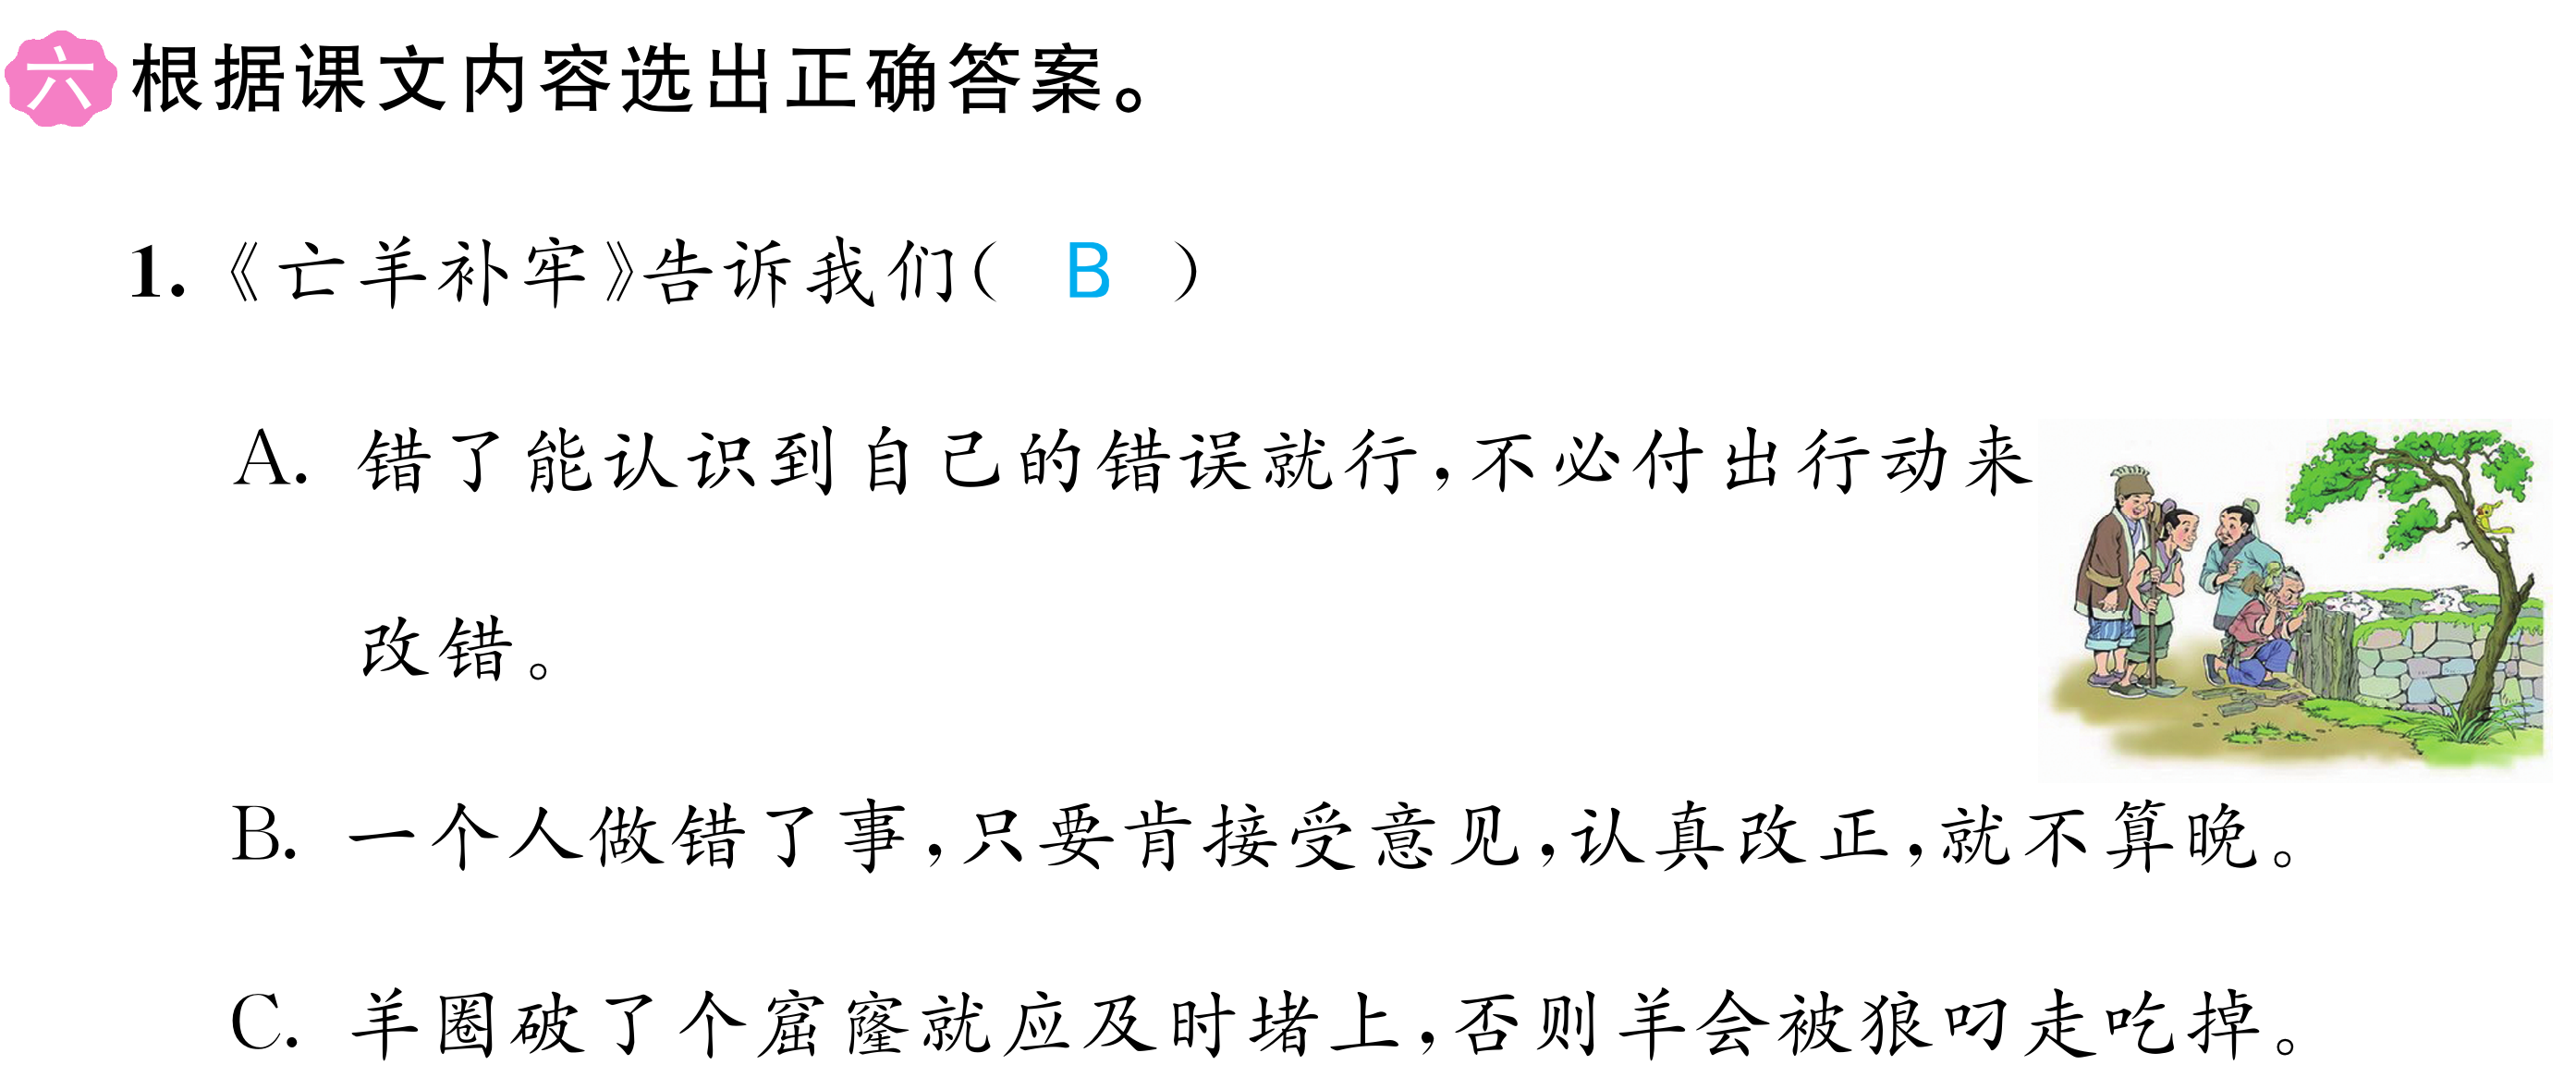 六 根据课文内容选出正确答案。
1.《亡羊补牢》告诉我们( B )
A. 错了能认识到自己的错误就行,不必付出行动来
改错。
B. 一个人做错了事,只要肯接受意见,认真改正,就不算晚。
C. 羊圈破了个窟窿就应及时堵上,否则羊会被狼叼走吃掉。